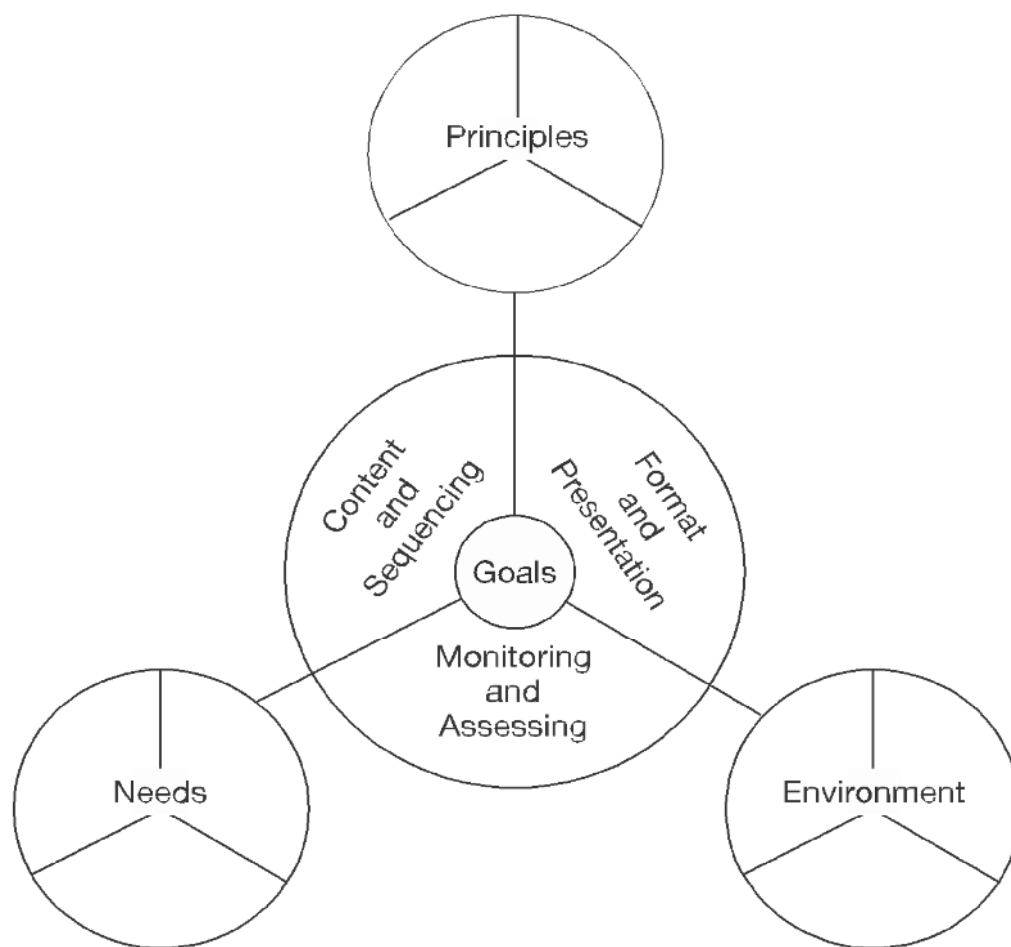 Principles
Content
and
Sequencing
Format
and
Presentation
Goals
Monitoring
and
Assessing
Needs
Environment